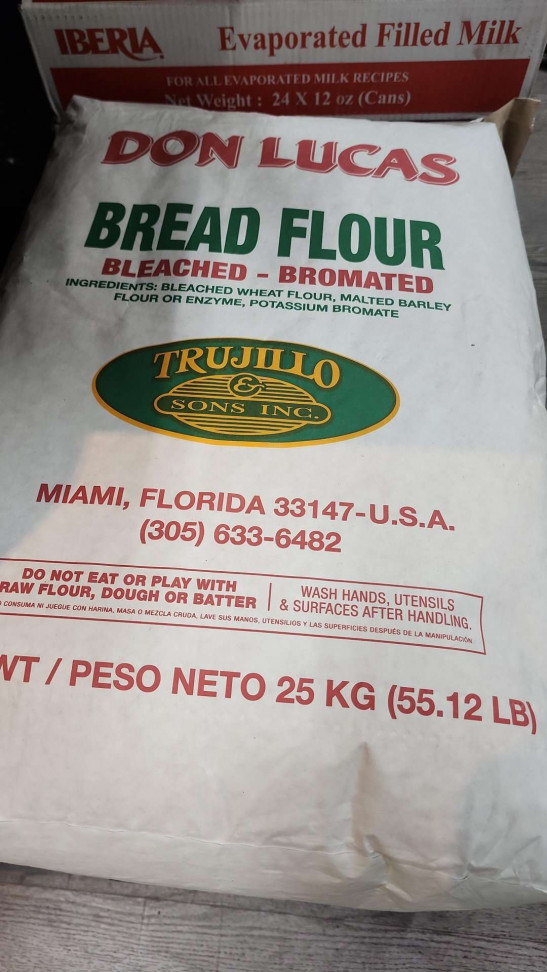 IBERIA
Evaporated Filled Milk
FOR ALL EVAPORATED MILK RECIPES
Net Weight : 24 X 12 oz (Cans)
DON LUCAS
BREAD FLOUR
BLEACHED - BROMATED
INGREDIENTS: BLEACHED WHEAT FLOUR, MALTED BARLEY
FLOUR OR ENZYME, POTASSIUM BROMATE
TRUJILLO
&
SONS INC.
MIAMI, FLORIDA 33147-U.S.A.
(305) 633-6482
DO NOT EAT OR PLAY WITH
RAW FLOUR, DOUGH OR BATTER
WASH HANDS, UTENSILS
& SURFACES AFTER HANDLING.
CONSUMA NI JUEGUE CON HARINA, MASA O MEZCLA CRUDA, LAVE SUS MANOS, UTENSILIOS Y LAS SUPERFICIES DESPUÉS DE LA MANIPULACIÓN
WT / PESO NETO 25 KG (55.12 LB)